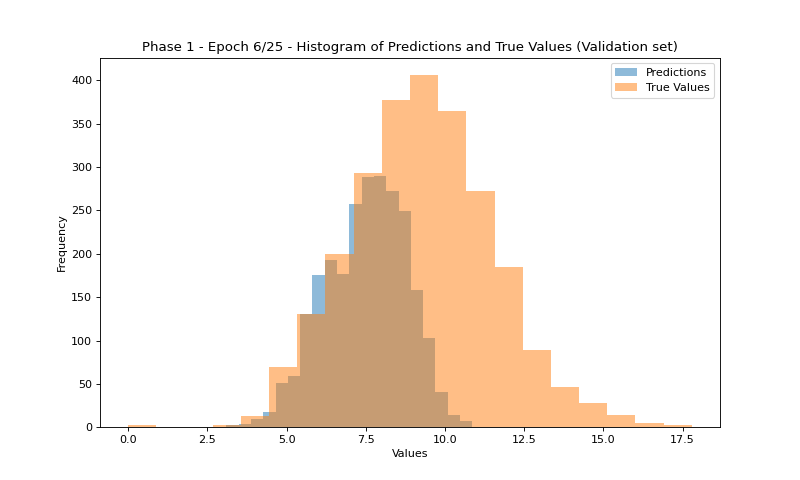 Phase 1 - Epoch 6/25 - Histogram of Predictions and True Values (Validation set)
Predictions
True Values
Frequency
400
350
300
250
200
150
100
50
0
0.0 2.5 5.0 7.5 10.0 12.5 15.0 17.5
Values